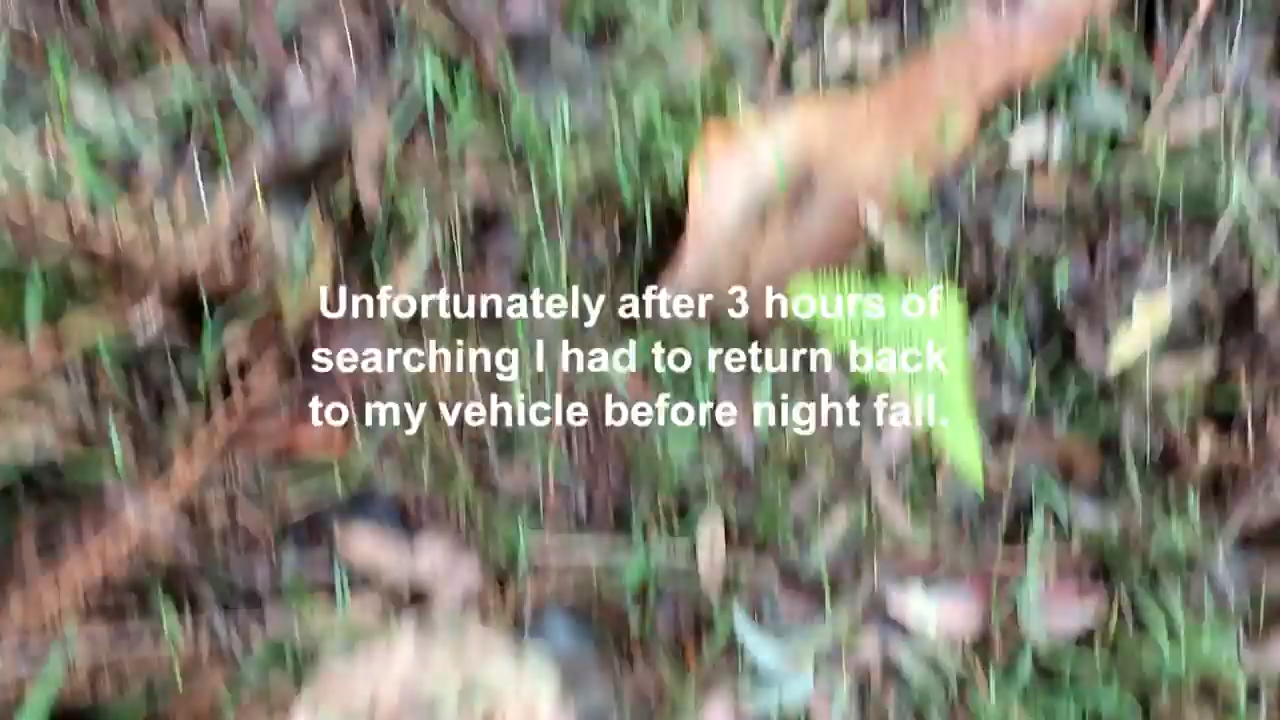 Unfortunately after 3 hours of
searching I had to return back
to my vehicle before night fall.